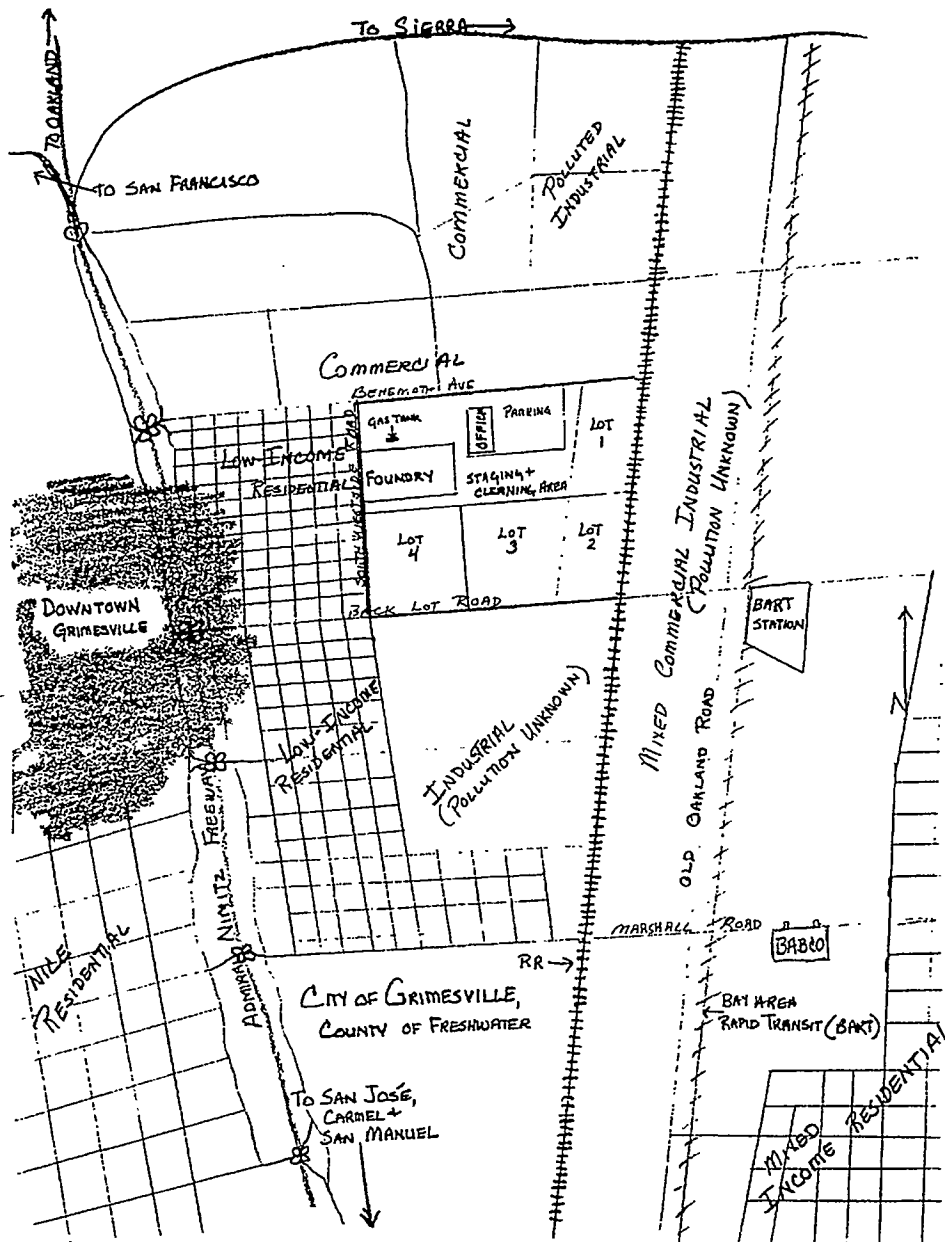 TO SIERRA
TO OAKLAND
TO SAN FRANCISCO
COMMERCIAL
POLLUTED
INDUSTRIAL
COMMERCIAL
BENEMOTH AVE
GAS TANK
OFFICE
PARKING
LOT
1
LOW-INCOME
RESIDENTIAL
ROAD
FOUNDRY
STAGING +
CLEANING AREA
LOT
4
LOT
3
LOT
2
BACK LOT ROAD
DOWNTOWN
GRIMESVILLE
MIXED COMMERCIAL INDUSTRIAL
(POLLUTION UNKNOWN)
BART
STATION
N
LOW-INCOME
RESIDENTIAL
INDUSTRIAL
(POLLUTION UNKNOWN)
OLD OAKLAND ROAD
ADMIRAL NIMITZ FREEWAY
NICE
RESIDENTIAL
MARSHALL ROAD
BABCO
RR
CITY OF GRIMESVILLE,
COUNTY OF FRESHWATER
BAY AREA
RAPID TRANSIT (BART)
TO SAN JOSÉ,
CARMEL +
SAN MANUEL
MIXED
INCOME RESIDENTIAL